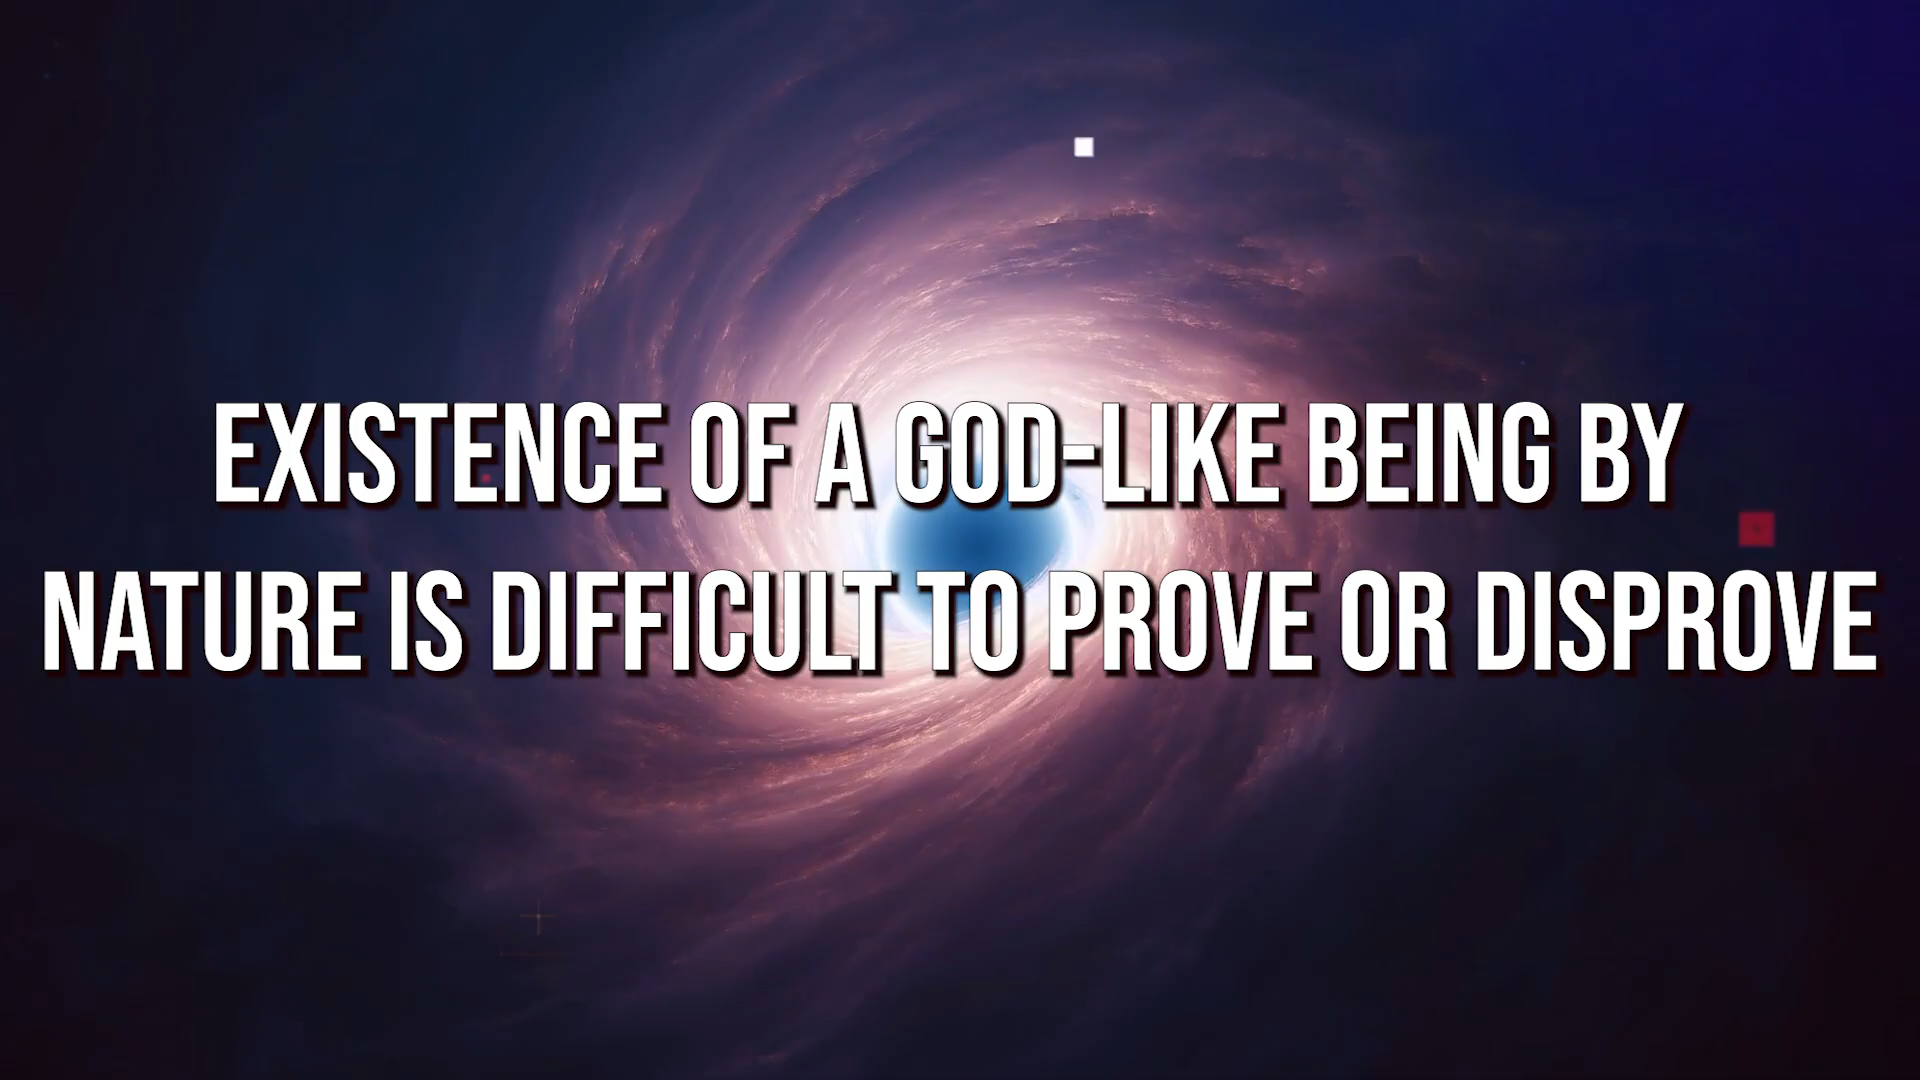 EXISTENCE OF A GOD-LIKE BEING BY
NATURE IS DIFFICULT TO PROVE OR DISPROVE